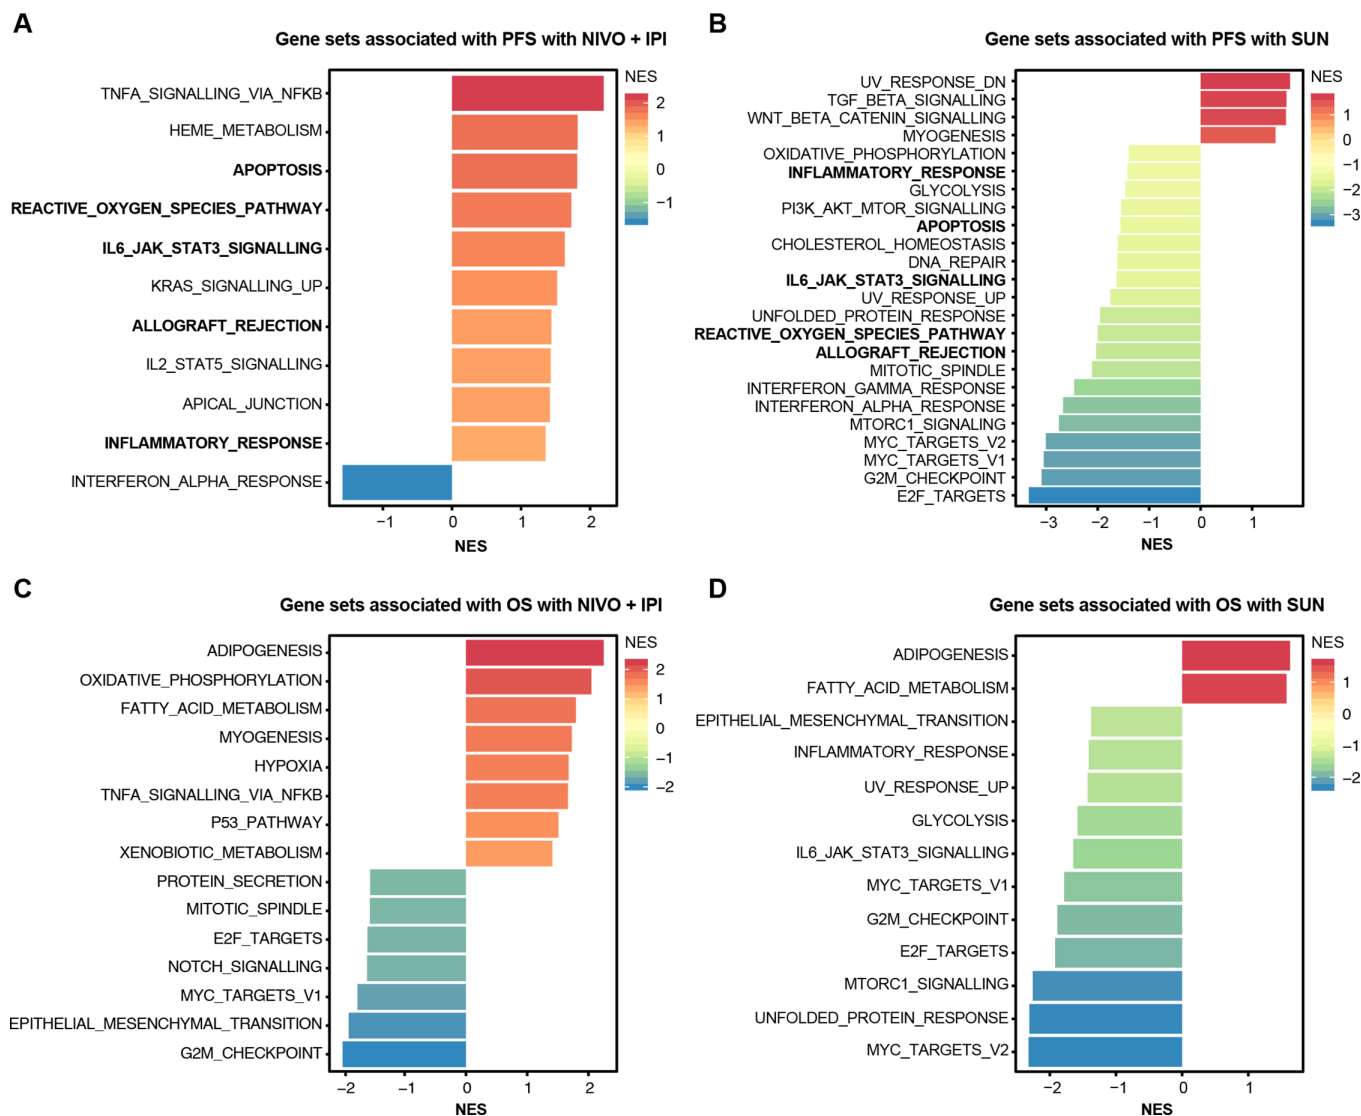 A
Gene sets associated with PFS with NIVO + IPI
TNFA_SIGNALLING_VIA_NFKB
HEME_METABOLISM
APOPTOSIS
REACTIVE_OXYGEN_SPECIES_PATHWAY
IL6_JAK_STAT3_SIGNALLING
KRAS_SIGNALLING_UP
ALLOGRAFT_REJECTION
IL2_STAT5_SIGNALLING
APICAL_JUNCTION
INFLAMMATORY_RESPONSE
INTERFERON_ALPHA_RESPONSE
−1 0 1 2
NES
NES
2
1
0
−1
B
Gene sets associated with PFS with SUN
UV_RESPONSE_DN
TGF_BETA_SIGNALLING
WNT_BETA_CATENIN_SIGNALLING
MYOGENESIS
OXIDATIVE_PHOSPHORYLATION
INFLAMMATORY_RESPONSE
GLYCOLYSIS
PI3K_AKT_MTOR_SIGNALLING
APOPTOSIS
CHOLESTEROL_HOMEOSTASIS
DNA_REPAIR
IL6_JAK_STAT3_SIGNALLING
UV_RESPONSE_UP
UNFOLDED_PROTEIN_RESPONSE
REACTIVE_OXYGEN_SPECIES_PATHWAY
ALLOGRAFT_REJECTION
MITOTIC_SPINDLE
INTERFERON_GAMMA_RESPONSE
INTERFERON_ALPHA_RESPONSE
MTORC1_SIGNALING
MYC_TARGETS_V2
MYC_TARGETS_V1
G2M_CHECKPOINT
E2F_TARGETS
−3 −2 −1 0 1
NES
NES
1
0
−1
−2
−3
C
Gene sets associated with OS with NIVO + IPI
ADIPOGENESIS
OXIDATIVE_PHOSPHORYLATION
FATTY_ACID_METABOLISM
MYOGENESIS
HYPOXIA
TNFA_SIGNALLING_VIA_NFKB
P53_PATHWAY
XENOBIOTIC_METABOLISM
PROTEIN_SECRETION
MITOTIC_SPINDLE
E2F_TARGETS
NOTCH_SIGNALLING
MYC_TARGETS_V1
EPITHELIAL_MESENCHYMAL_TRANSITION
G2M_CHECKPOINT
−2 −1 0 1 2
NES
NES
2
1
0
−1
−2
D
Gene sets associated with OS with SUN
ADIPOGENESIS
FATTY_ACID_METABOLISM
EPITHELIAL_MESENCHYMAL_TRANSITION
INFLAMMATORY_RESPONSE
UV_RESPONSE_UP
GLYCOLYSIS
IL6_JAK_STAT3_SIGNALLING
MYC_TARGETS_V1
G2M_CHECKPOINT
E2F_TARGETS
MTORC1_SIGNALLING
UNFOLDED_PROTEIN_RESPONSE
MYC_TARGETS_V2
−2 −1 0 1
NES
NES
1
0
−1
−2